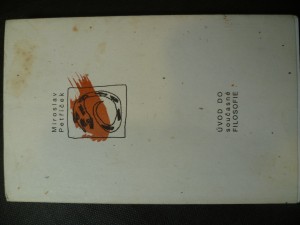 Miroslav
Petříček
ÚVOD DO
současné
FILOSOFIE